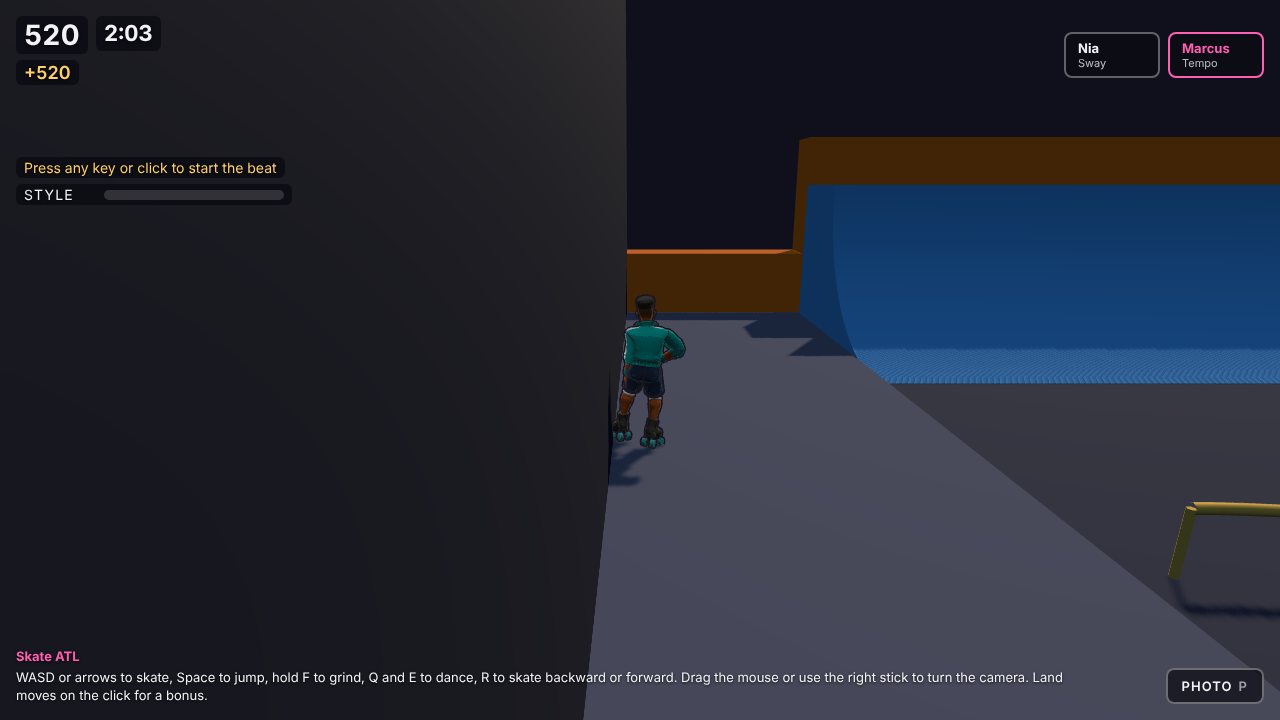 520 2:03
+520
Nia
Sway
Marcus
Tempo
Press any key or click to start the beat
STYLE
Skate ATL
WASD or arrows to skate, Space to jump, hold F to grind, Q and E to dance, R to skate backward or forward. Drag the mouse or use the right stick to turn the camera. Land
moves on the click for a bonus.
PHOTO P